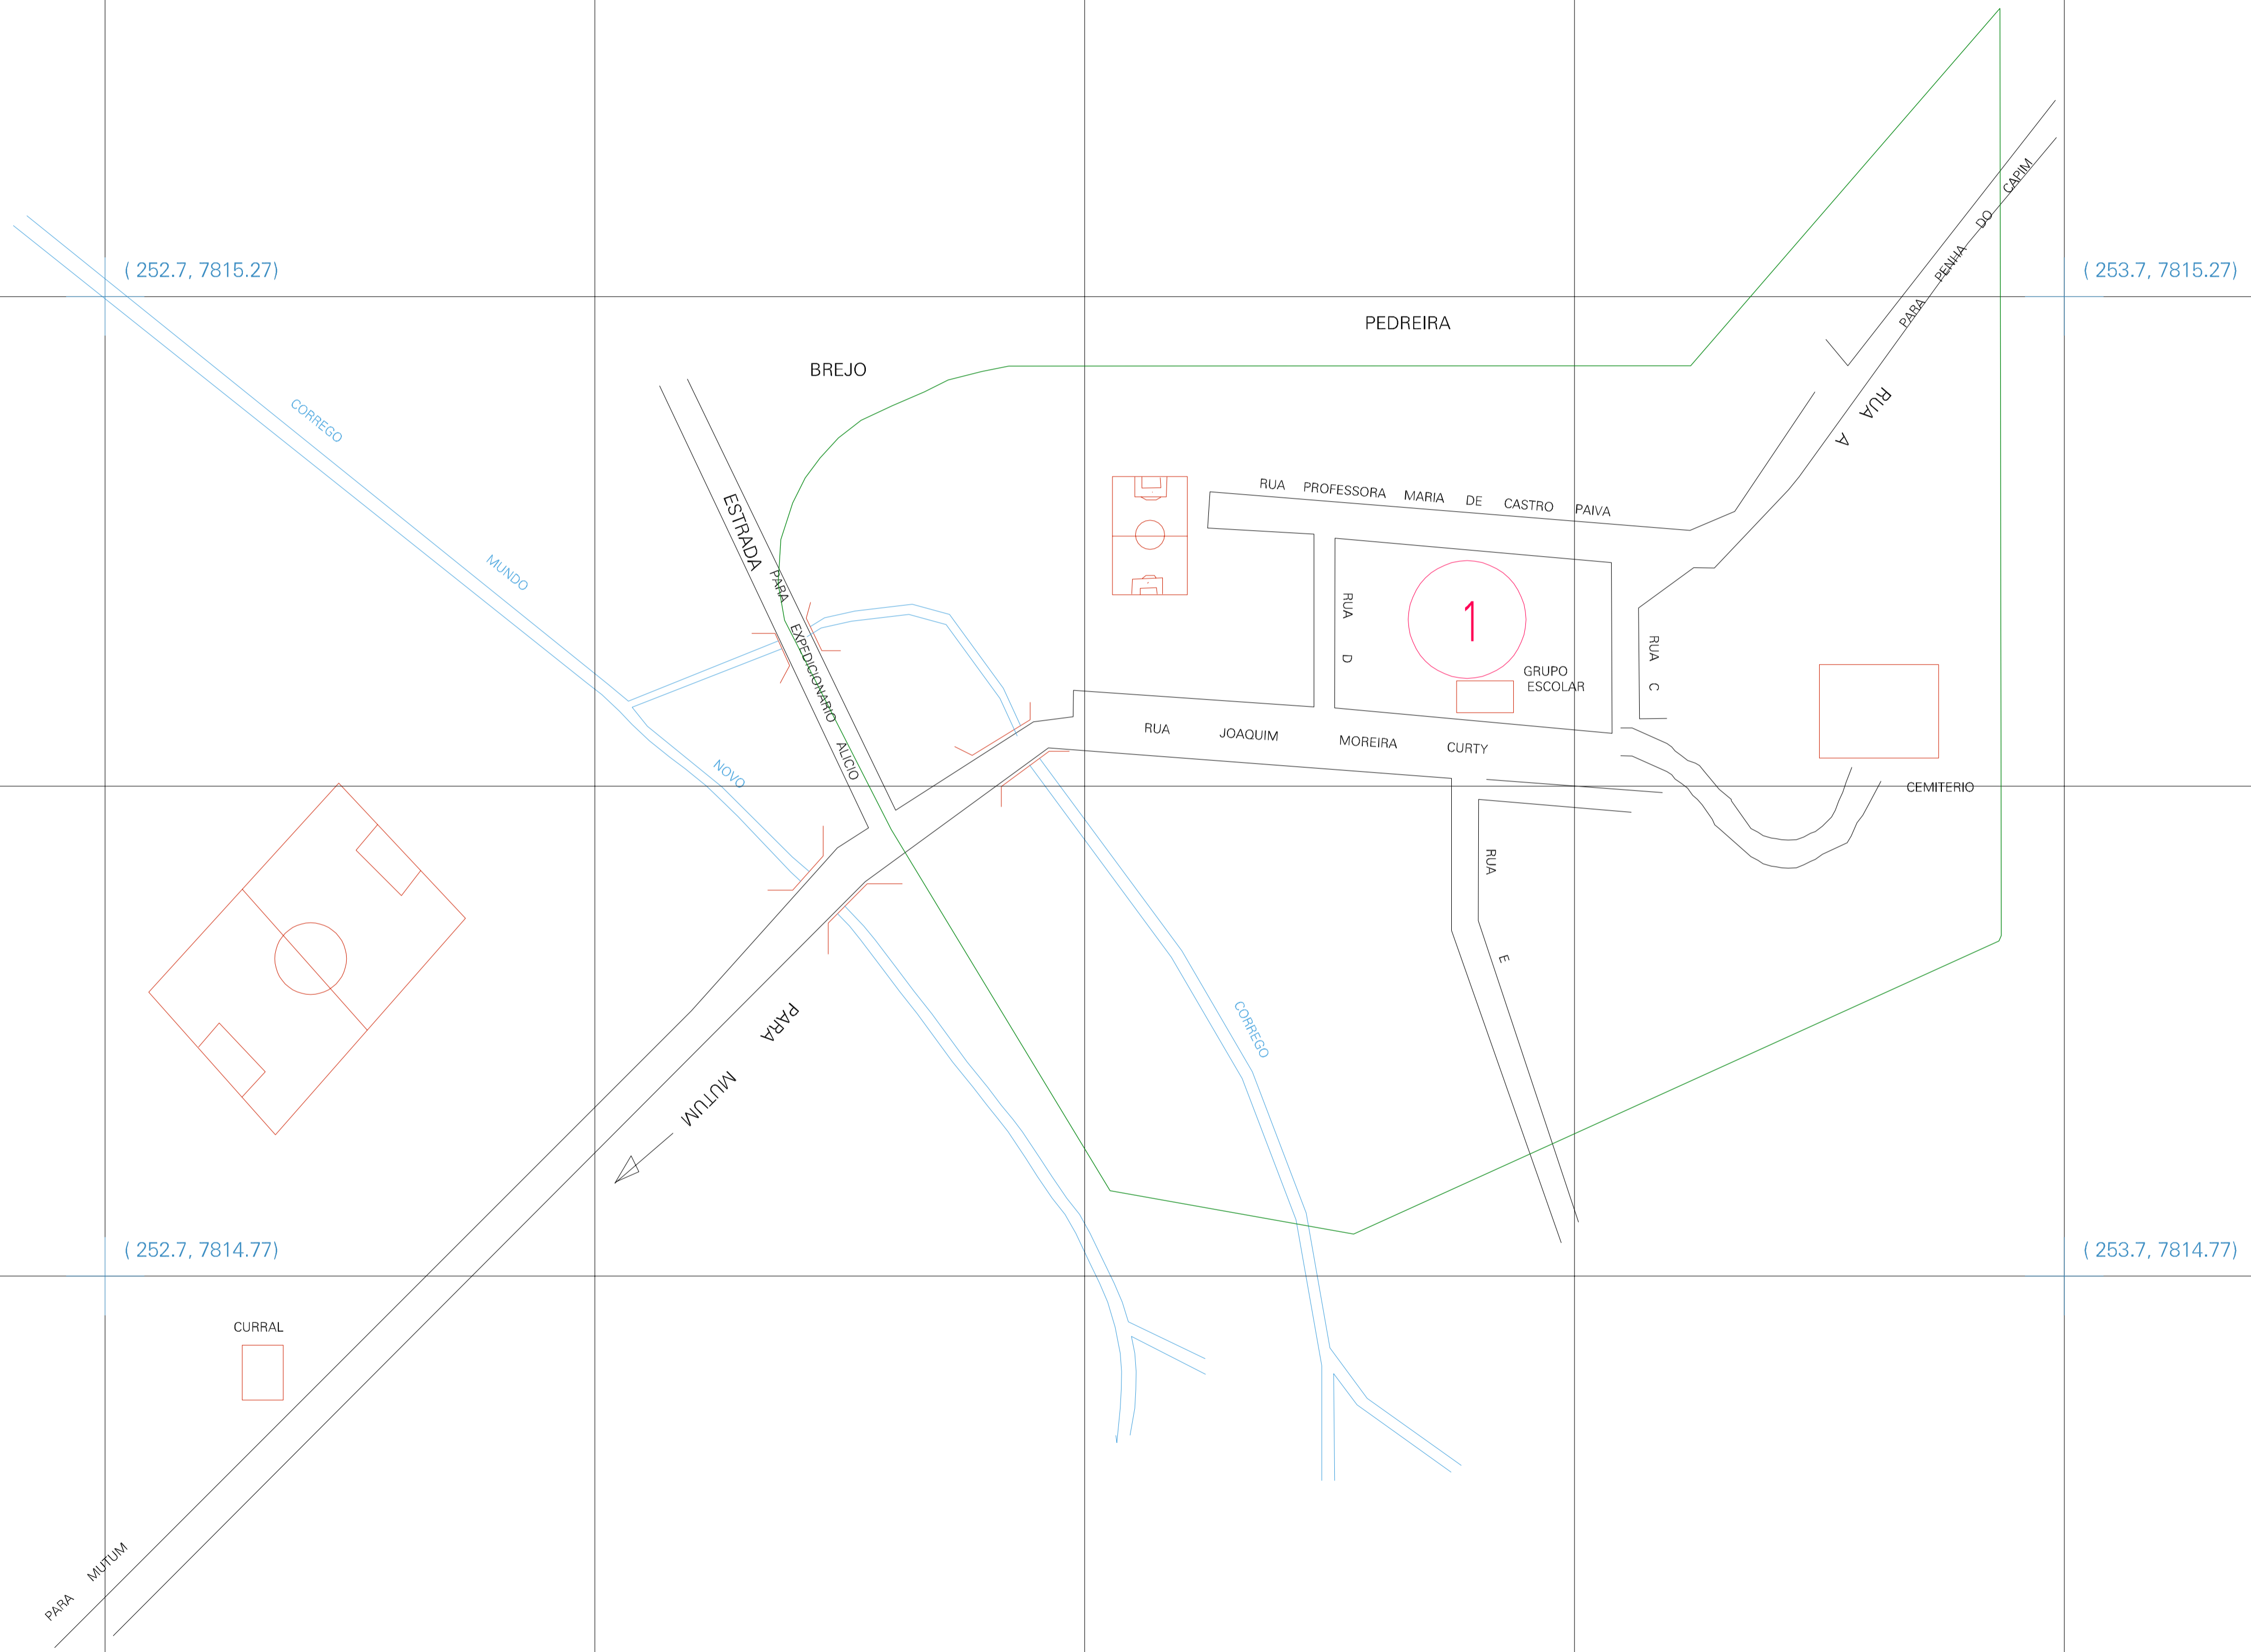 ( 252.7, 7815.27)
( 253.7, 7815.27)
PARA PENHA DO CAPIM
PEDREIRA
BREJO
RUA A
CORREGO MUNDO NOVO
ESTRADA PARA EXPEDICIONARIO ALICIO
RUA PROFESSORA MARIA DE CASTRO PAIVA
RUA D
1
RUA C
GRUPO
ESCOLAR
RUA JOAQUIM MOREIRA CURTY
CEMITERIO
RUA E
CORREGO
PARA MUTUM
( 252.7, 7814.77)
( 253.7, 7814.77)
CURRAL
PARA MUTUM